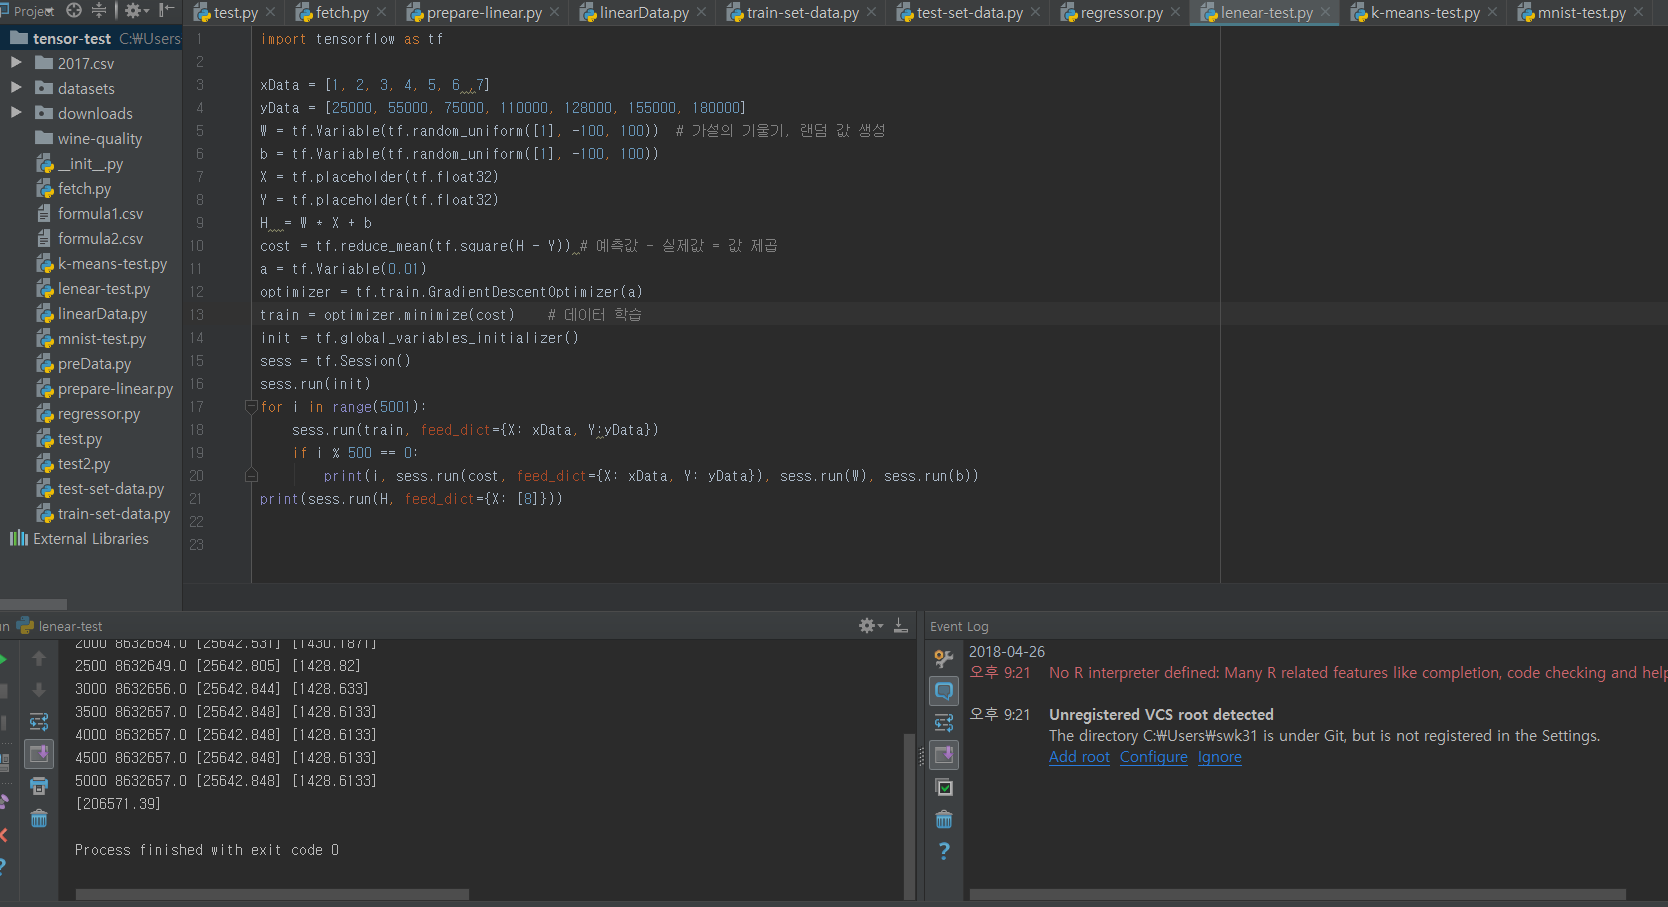 Project
test.py
fetch.py
prepare-linear.py
linearData.py
train-set-data.py
test-set-data.py
regressor.py
lenear-test.py
k-means-test.py
mnist-test.py
tensor-test C:₩Users
2017.csv
datasets
downloads
wine-quality
__init__.py
fetch.py
formula1.csv
formula2.csv
k-means-test.py
lenear-test.py
linearData.py
mnist-test.py
preData.py
prepare-linear.py
regressor.py
test.py
test2.py
test-set-data.py
train-set-data.py
External Libraries
1 import tensorflow as tf
2
3 xData = [1, 2, 3, 4, 5, 6 ,7]
4 yData = [25000, 55000, 75000, 110000, 128000, 155000, 180000]
5 W = tf.Variable(tf.random_uniform([1], -100, 100))  # 가설의 기울기, 랜덤 값 생성
6 b = tf.Variable(tf.random_uniform([1], -100, 100))
7 X = tf.placeholder(tf.float32)
8 Y = tf.placeholder(tf.float32)
9 H  = W * X + b
10 cost = tf.reduce_mean(tf.square(H - Y)) # 예측값 - 실제값 = 값 제곱
11 a = tf.Variable(0.01)
12 optimizer = tf.train.GradientDescentOptimizer(a)
13 train = optimizer.minimize(cost)    # 데이터 학습
14 init = tf.global_variables_initializer()
15 sess = tf.Session()
16 sess.run(init)
17 for i in range(5001):
18     sess.run(train, feed_dict={X: xData, Y:yData})
19     if i % 500 == 0:
20         print(i, sess.run(cost, feed_dict={X: xData, Y: yData}), sess.run(W), sess.run(b))
21 print(sess.run(H, feed_dict={X: [8]}))
22
23
lenear-test
2000 8632654.0 [25642.531] [1430.1871]
2500 8632649.0 [25642.805] [1428.82]
3000 8632656.0 [25642.844] [1428.633]
3500 8632657.0 [25642.848] [1428.6133]
4000 8632657.0 [25642.848] [1428.6133]
4500 8632657.0 [25642.848] [1428.6133]
5000 8632657.0 [25642.848] [1428.6133]
[206571.39]
Process finished with exit code 0
Event Log
2018-04-26
오후 9:21 No R interpreter defined: Many R related features like completion, code checking and help
오후 9:21 Unregistered VCS root detected
The directory C:₩Users₩swk31 is under Git, but is not registered in the Settings.
Add root Configure Ignore